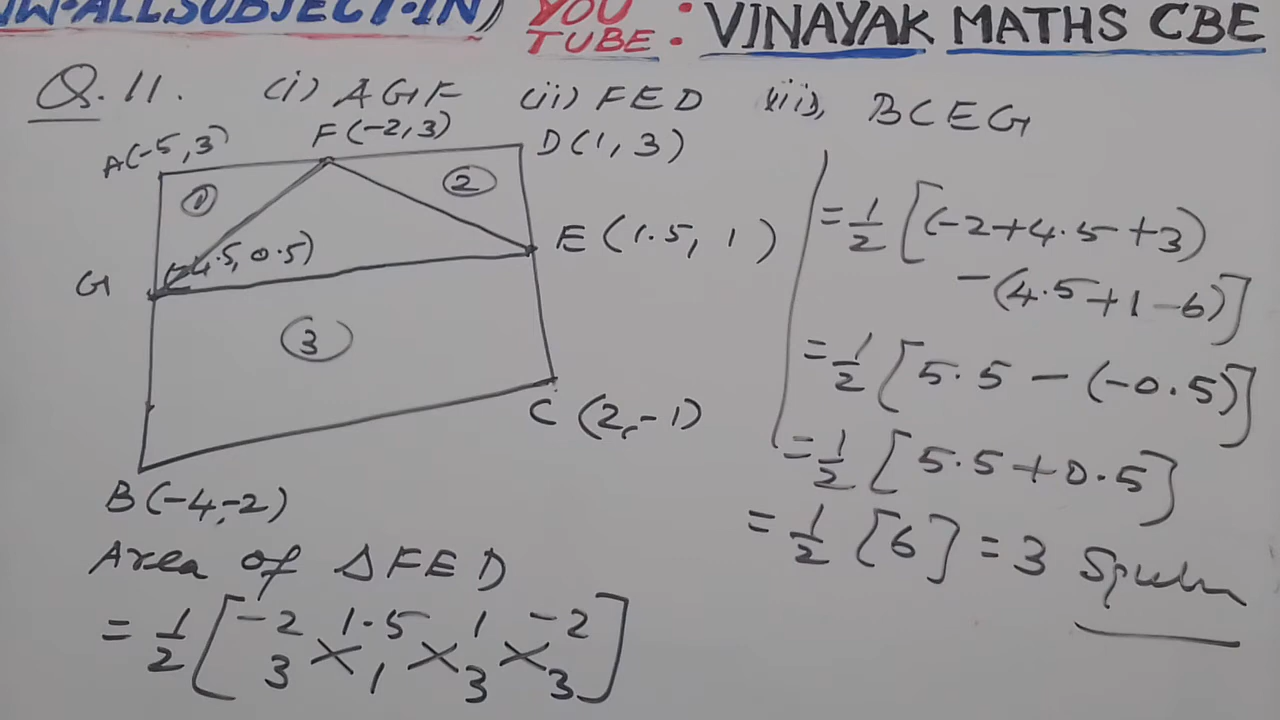 (NW·ALLSUBJECT·IN) YOU TUBE: VINAYAK MATHS CBE
Q.11. (i) AGF (ii) FED (iii), BCEG
A(-5,3) F(-2,3) D(1,3)
① ②
G (-4.5,0.5) E(1.5,1)
③
C(2,-1)
B(-4,-2)
Area of ΔFED
= 1/2 [ -2 1.5 1 -2
3 1 3 3 ]
= 1/2 [(-2+4.5+3)
-(4.5+1-6)]
= 1/2 [5.5-(-0.5)]
= 1/2 [5.5+0.5]
= 1/2 [6] = 3